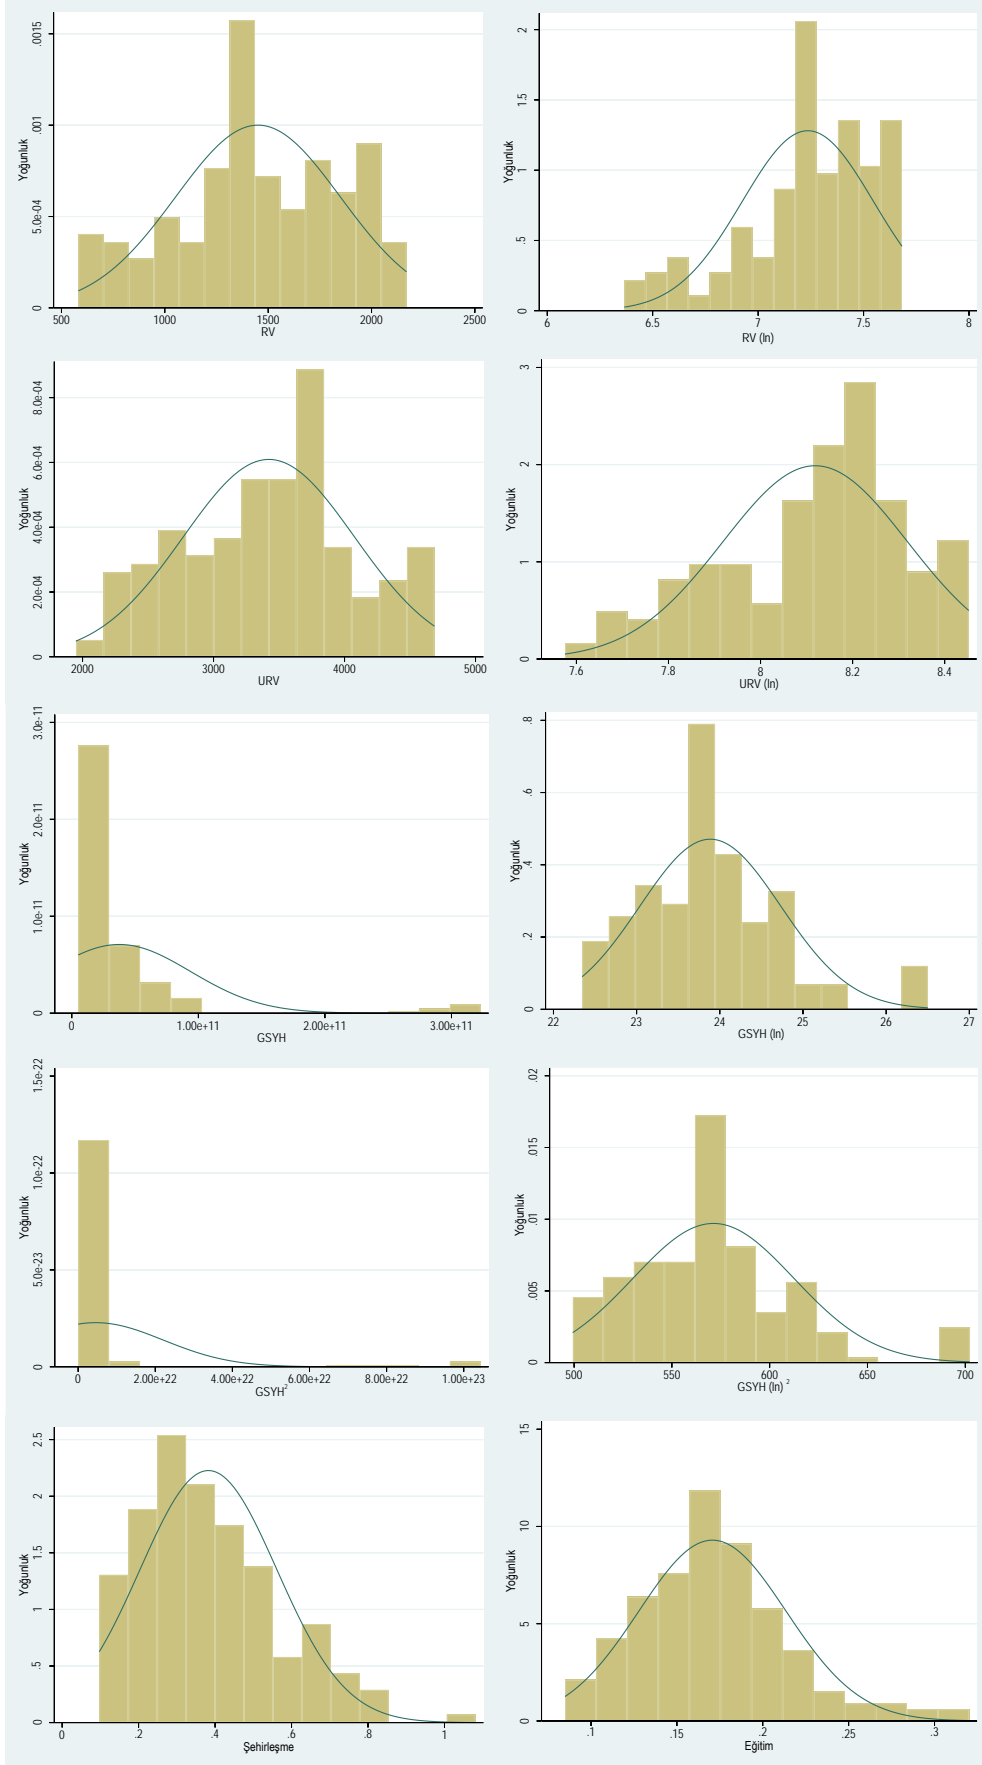 Yoğunluk
0
5.0e-04
.001
.0015
500
1000
1500
2000
2500
RV
Yoğunluk
0
.5
1
1.5
2
6
6.5
7
7.5
8
RV (ln)
Yoğunluk
0
2.0e-04
4.0e-04
6.0e-04
8.0e-04
2000
3000
4000
5000
URV
Yoğunluk
0
1
2
3
7.6
7.8
8
8.2
8.4
URV (ln)
Yoğunluk
0
1.0e-11
2.0e-11
3.0e-11
0
1.00e+11
2.00e+11
3.00e+11
GSYH
Yoğunluk
0
.2
.4
.6
.8
22
23
24
25
26
27
GSYH (ln)
Yoğunluk
0
5.0e-23
1.0e-22
1.5e-22
0
2.00e+22
4.00e+22
6.00e+22
8.00e+22
1.00e+23
GSYH²
Yoğunluk
0
.005
.01
.015
.02
500
550
600
650
700
GSYH (ln) ²
Yoğunluk
0
.5
1
1.5
2
2.5
0
.2
.4
.6
.8
1
Şehirleşme
Yoğunluk
0
5
10
15
.1
.15
.2
.25
.3
Eğitim